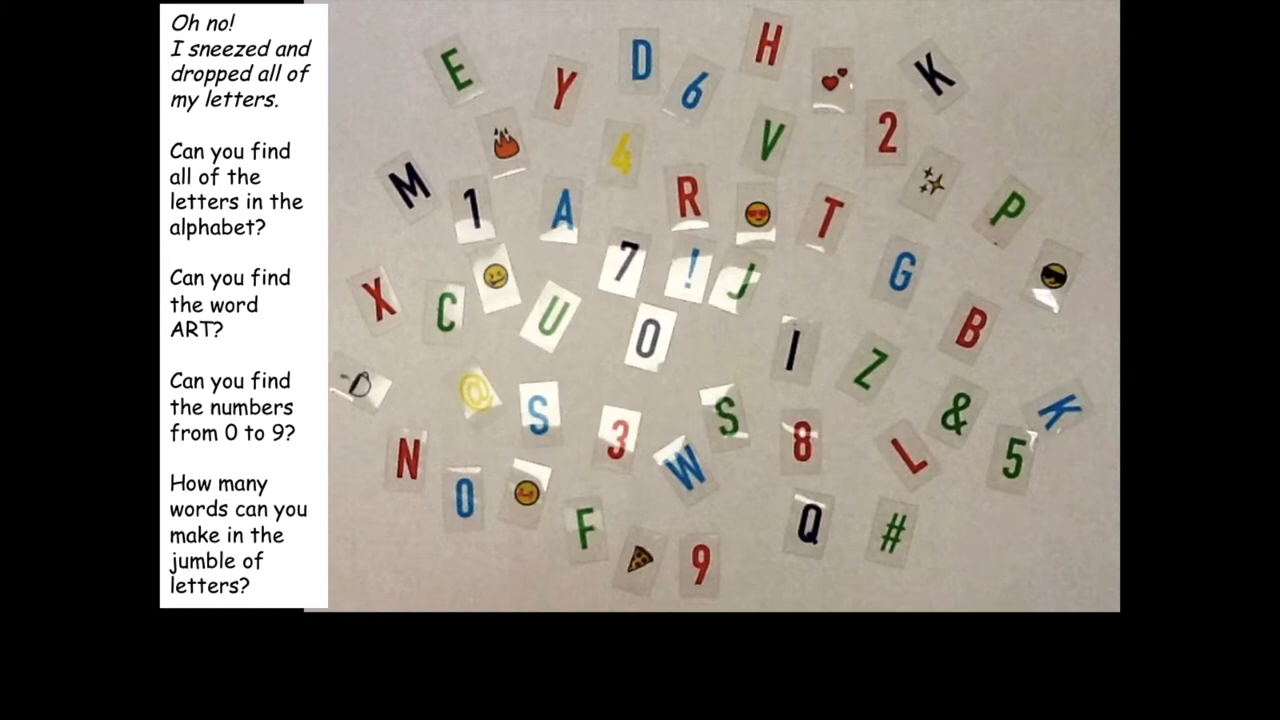 Oh no!
I sneezed and
dropped all of
my letters.
Can you find
all of the
letters in the
alphabet?
Can you find
the word
ART?
Can you find
the numbers
from 0 to 9?
How many
words can you
make in the
jumble of
letters?
E Y D 6 H K
4 V 2
M 1 A R T P
7 ! J G
X C U 0 I Z B
D @ S 3 S 8 & K
N O W L 5
F 9 Q #